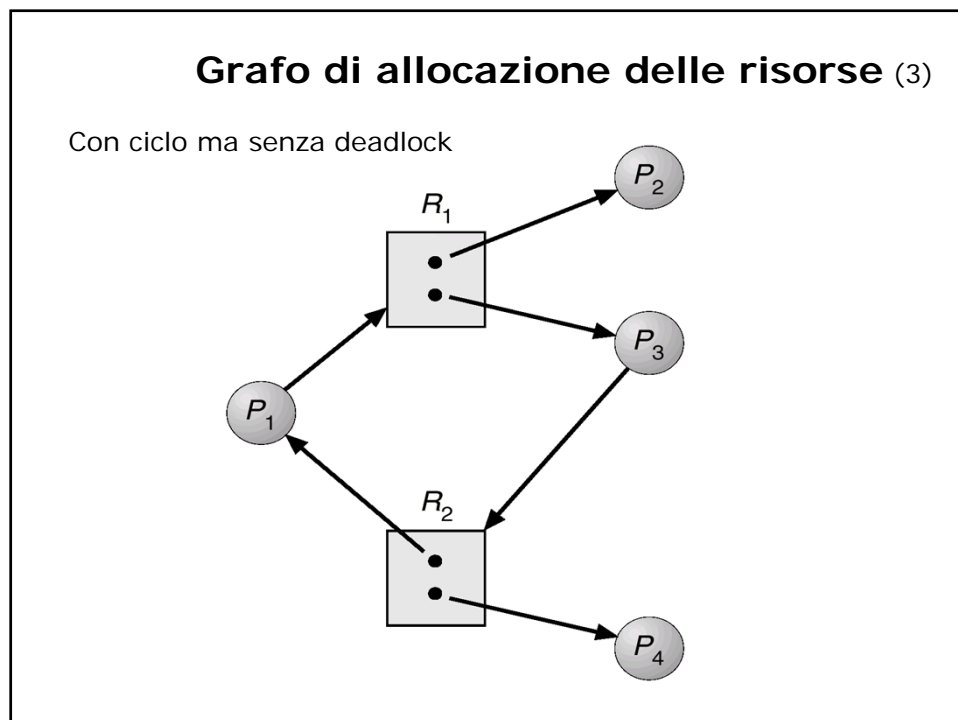 Grafo di allocazione delle risorse (3)
Con ciclo ma senza deadlock
P2
R1
P3
P1
R2
P4